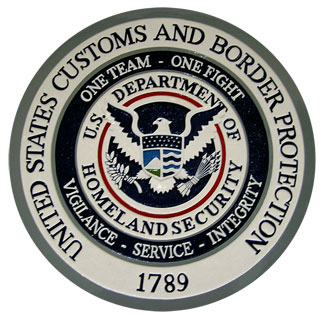 UNITED STATES CUSTOMS AND BORDER PROTECTION
ONE TEAM - ONE FIGHT
U.S. DEPARTMENT OF
HOMELAND SECURITY
VIGILANCE - SERVICE - INTEGRITY
1789